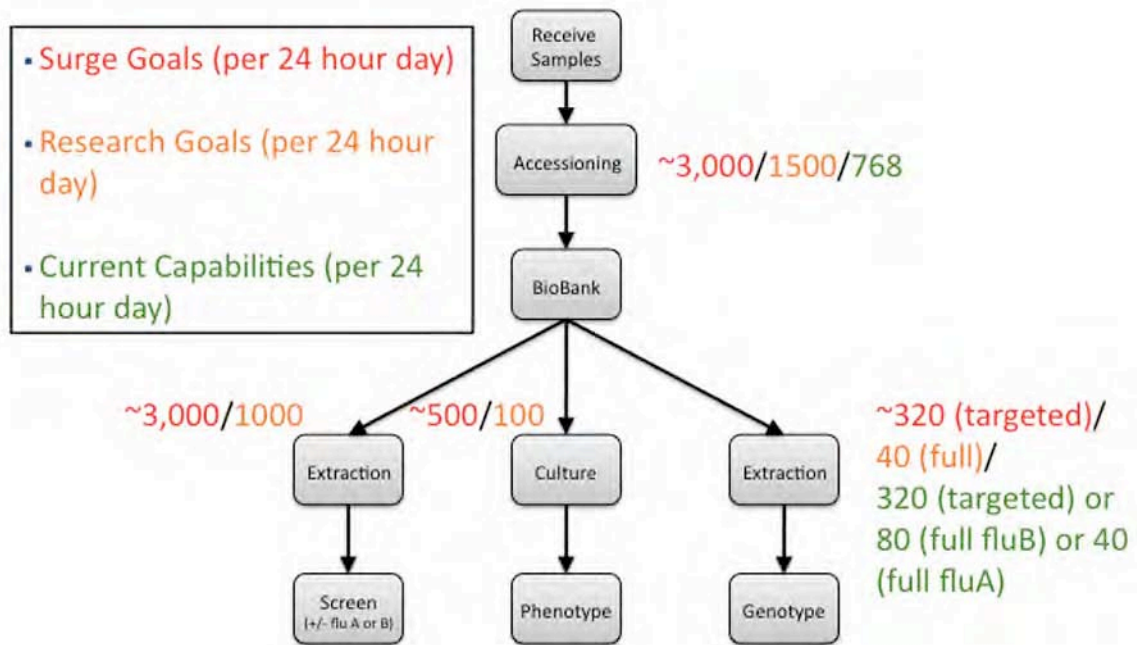 • Surge Goals (per 24 hour day)
• Research Goals (per 24 hour
day)
• Current Capabilities (per 24
hour day)
Receive
Samples
Accessioning
~3,000/1500/768
BioBank
~3,000/1000
~500/100
~320 (targeted)/
40 (full)/
320 (targeted) or
80 (full fluB) or 40
(full fluA)
Extraction
Culture
Extraction
Screen
(+/- flu A or B)
Phenotype
Genotype